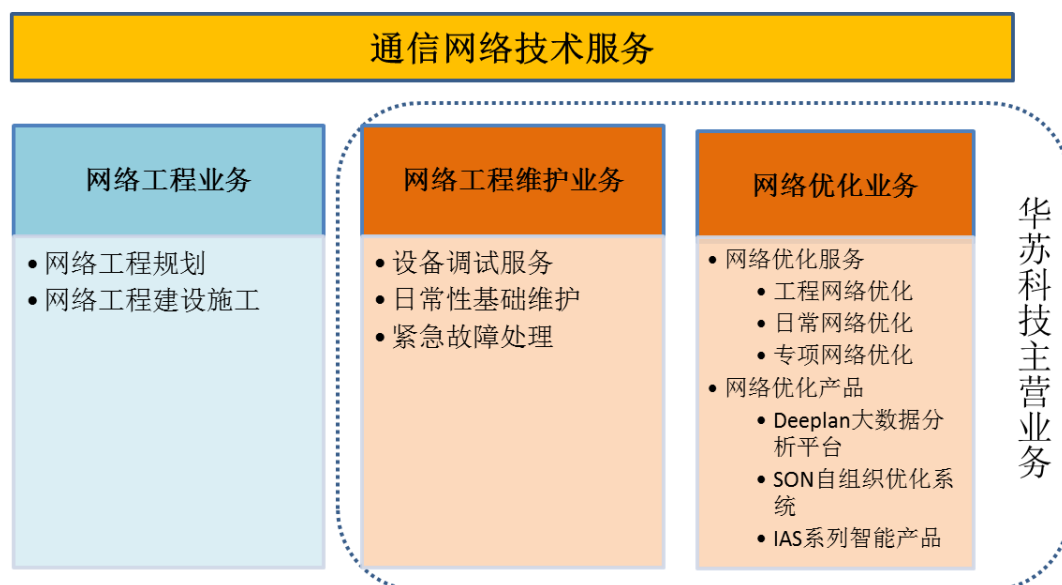 通信网络技术服务
网络工程业务
• 网络工程规划
• 网络工程建设施工
网络工程维护业务
• 设备调试服务
• 日常性基础维护
• 紧急故障处理
网络优化业务
• 网络优化服务
• 工程网络优化
• 日常网络优化
• 专项网络优化
• 网络优化产品
• Deeplan大数据分
析平台
• SON自组织优化系
统
• IAS系列智能产品
华苏科技主营业务